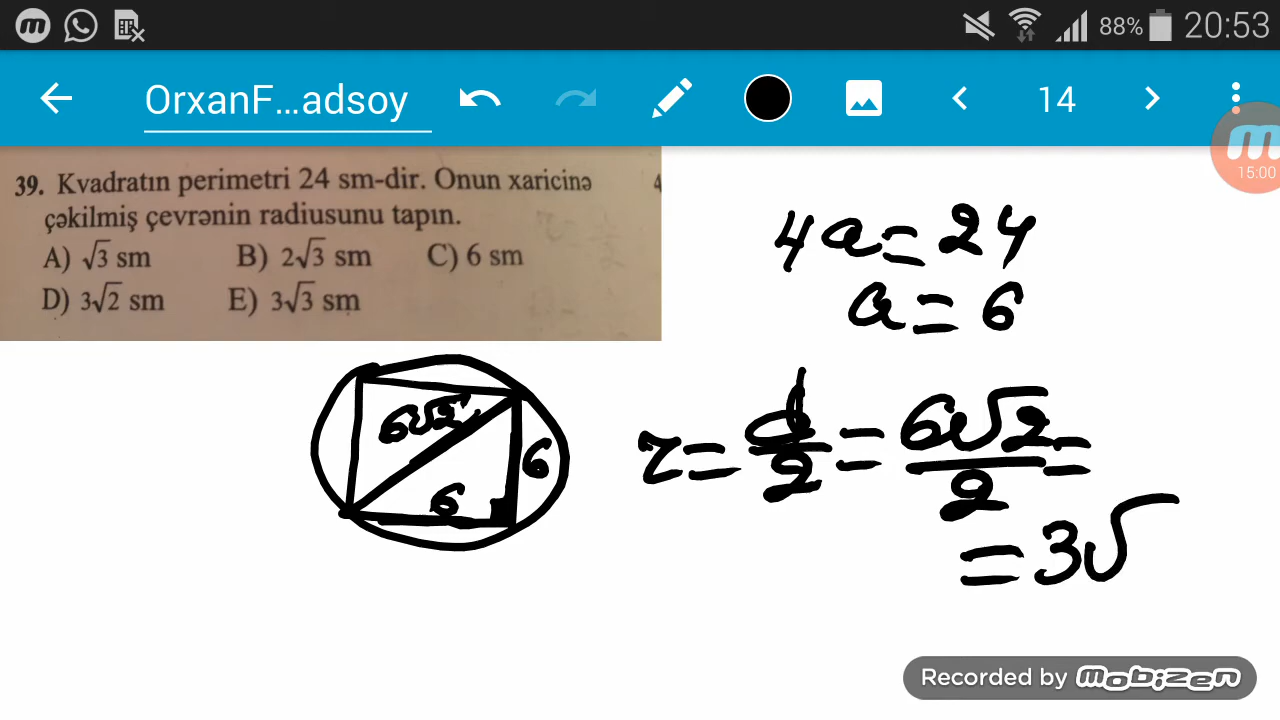 88% 20:53
OrxanF...adsoy 14
15:00
39. Kvadratın perimetri 24 sm-dir. Onun xaricinə
çəkilmiş çevrənin radiusunu tapın.
A) √3 sm B) 2√3 sm C) 6 sm
D) 3√2 sm E) 3√3 sm
4
4a=24
a=6
6√2
6
6
r=d/2=6√2/2=
=3√
Recorded by mobizen